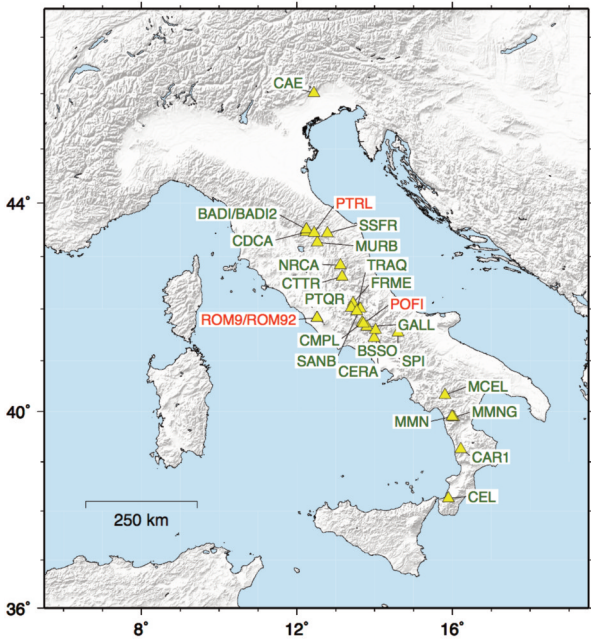 CAE
44°
PTRL
BADI/BADI2
SSFR
CDCA
MURB
NRCA
TRAQ
CTTR
FRME
PTQR
POFI
ROM9/ROM92
GALL
CMPL
BSSO
SANB
SPI
CERA
MCEL
40°
MMNG
MMN
CAR1
CEL
250 km
36°
8°
12°
16°